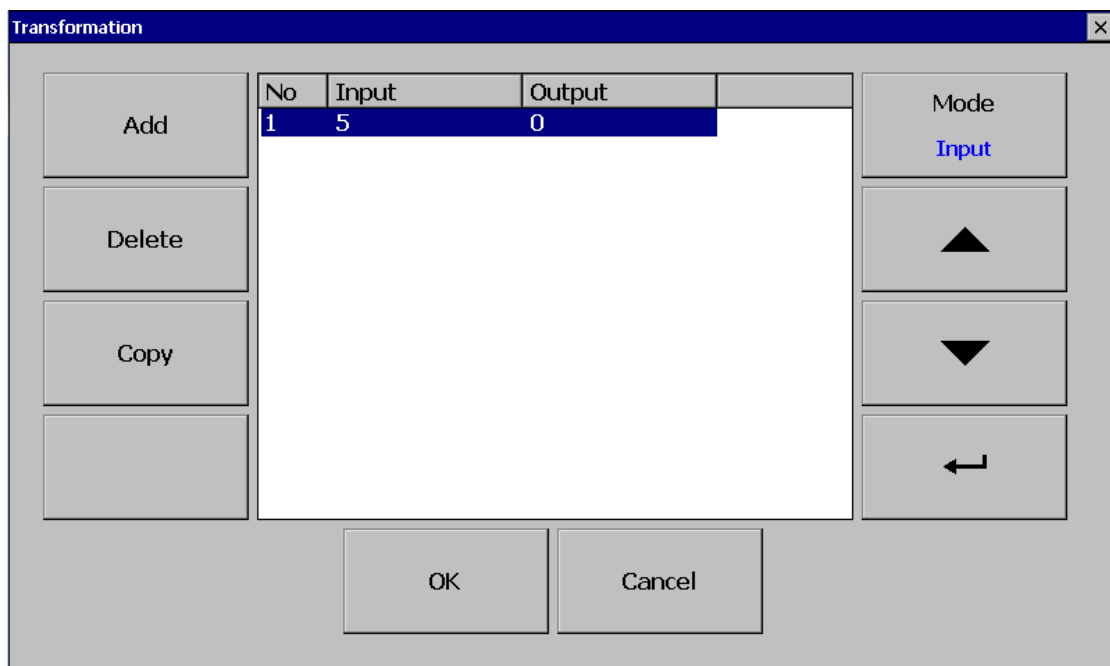 Transformation
Add
Delete
Copy
No Input Output
1 5 0
Mode
Input
OK Cancel